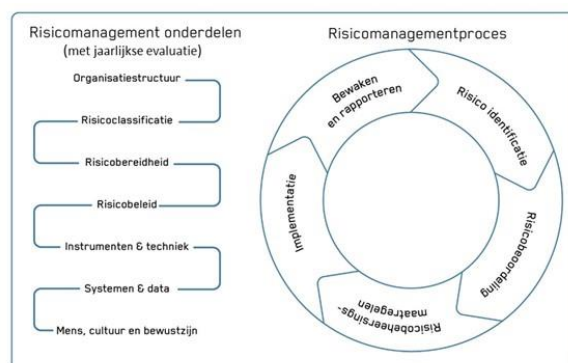 Risicomanagement onderdelen
(met jaarlijkse evaluatie)
Organisatiestructuur
Risicoclassificatie
Risicobereidheid
Risicobeleid
Instrumenten & techniek
Systemen & data
Mens, cultuur en bewustzijn
Risicomanagementproces
Bewaken
en rapporteren
Risico identificatie
Risicobeoordeling
Risicobeheersings-
maatregelen
Implementatie